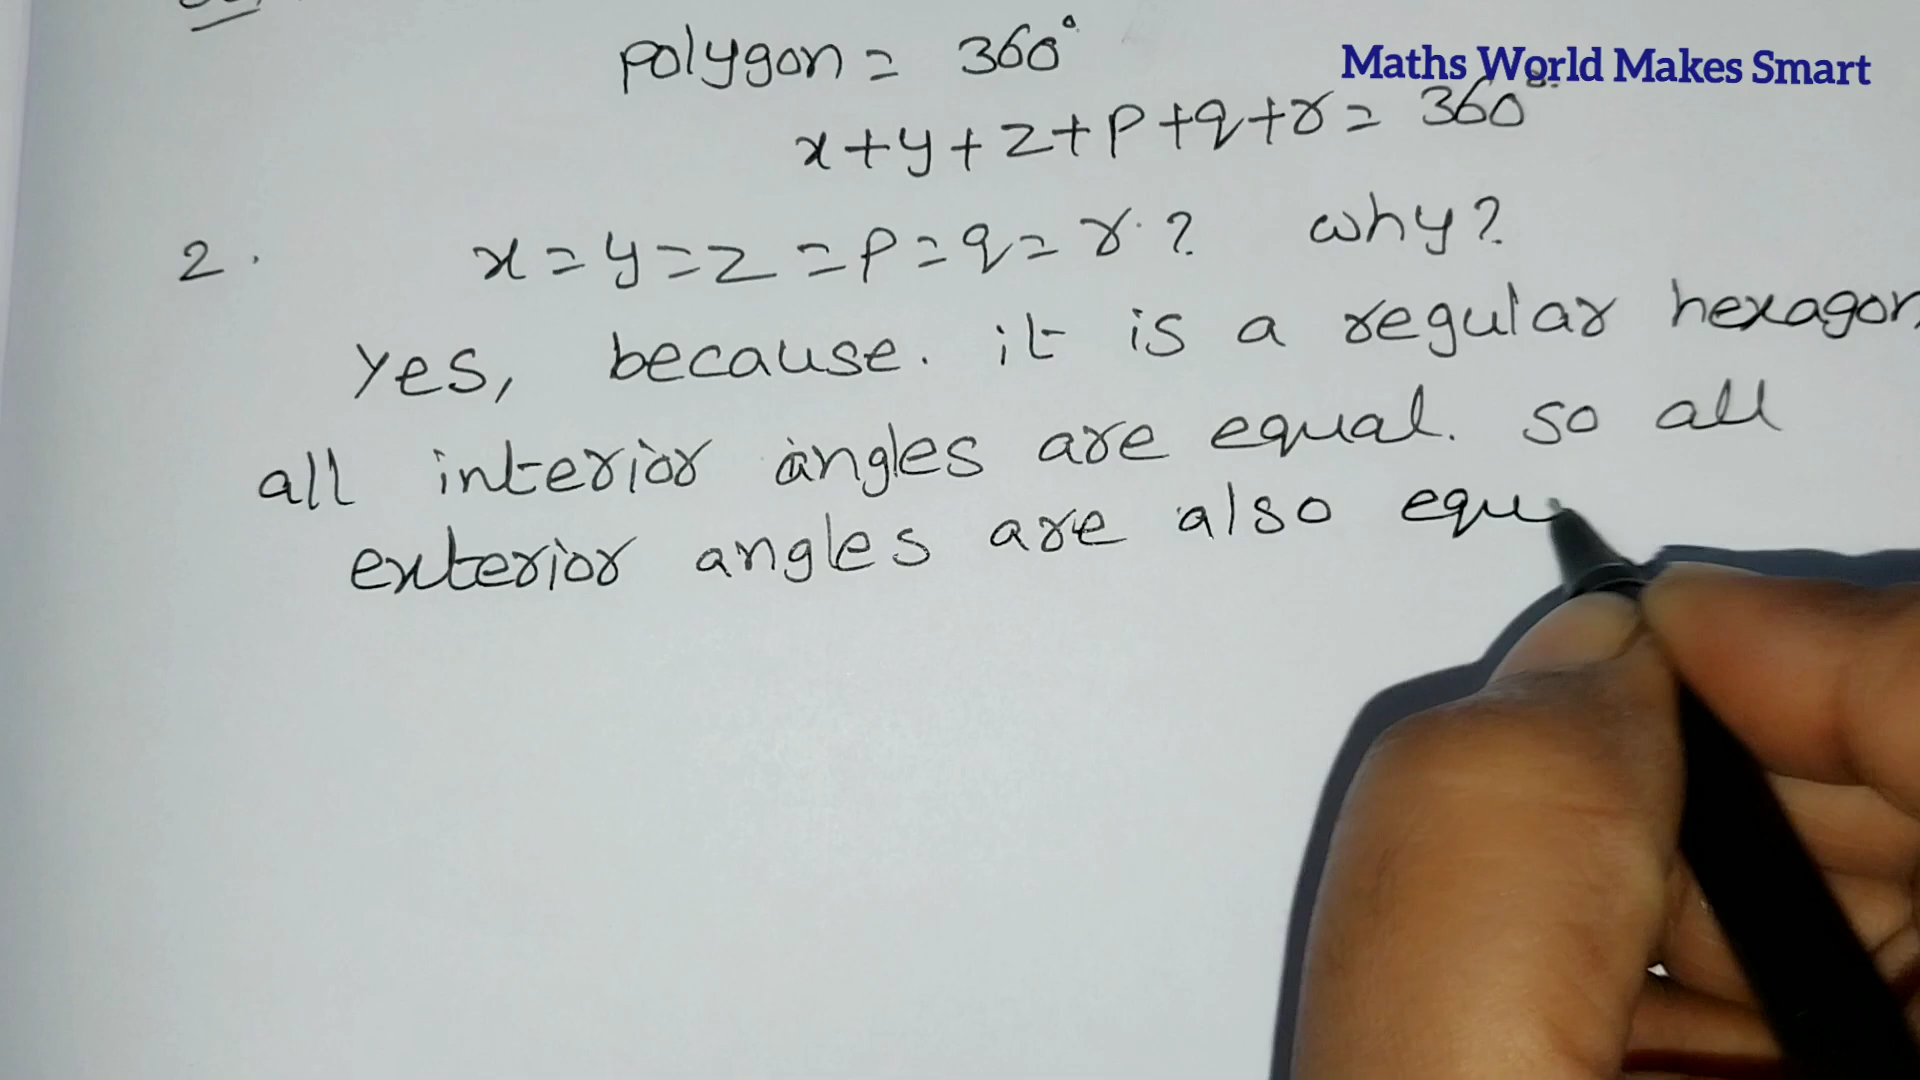 polygon = 360°
Maths World Makes Smart
x+y+z+p+q+r = 360°
2. x=y=z=p=q=r? why?
Yes, because. it is a regular hexagon,
all interior angles are equal. so all
exterior angles are also equ